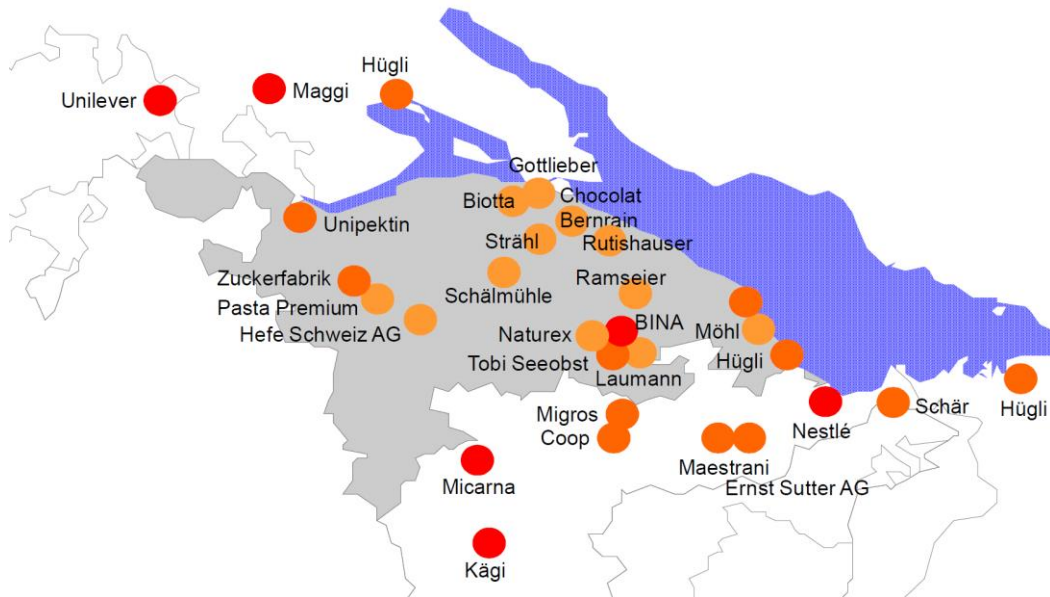 Hügli
Unilever
Maggi
Gottlieber
Biotta
Chocolat
Bernrain
Unipektin
Strähl
Rutishauser
Zuckerfabrik
Ramseier
Schälmühle
Pasta Premium
Hefe Schweiz AG
Naturex
BINA
Möhl
Tobi Seeobst
Hügli
Laumann
Hügli
Migros
Schär
Coop
Nestlé
Maestrani
Micarna
Ernst Sutter AG
Kägi